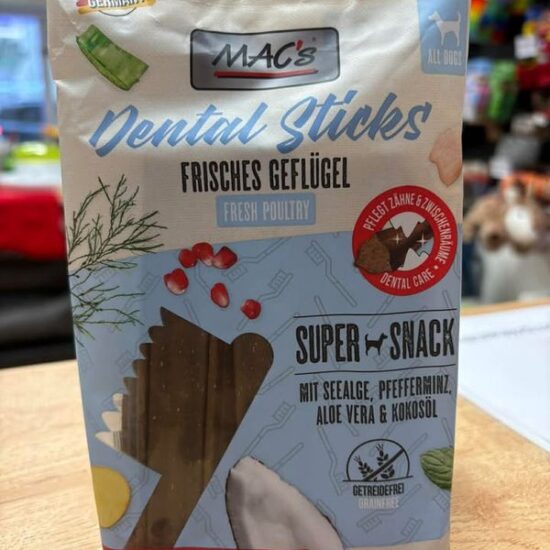 GERMANY
MAC's
ALL DOGS
Dental Sticks
FRISCHES GEFLÜGEL
FRESH POULTRY
PFLEGT ZÄHNE & ZWISCHENRÄUME
• DENTAL CARE •
SUPER SNACK
MIT SEEALGE, PFEFFERMINZ,
ALOE VERA & KOKOSÖL
GETREIDEFREI
GRAINFREE